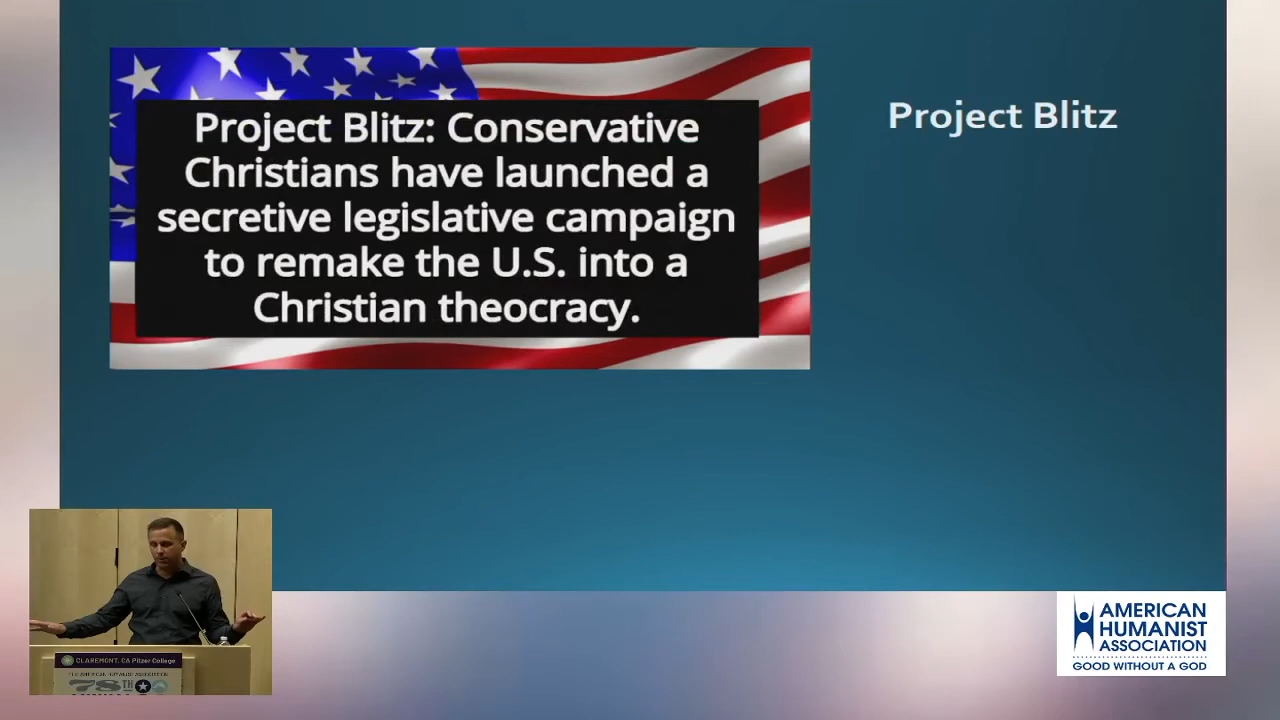 Project Blitz: Conservative
Christians have launched a
secretive legislative campaign
to remake the U.S. into a
Christian theocracy.
Project Blitz
CLAREMONT, CA Pitzer College
78TH
AMERICAN
HUMANIST
ASSOCIATION
GOOD WITHOUT A GOD